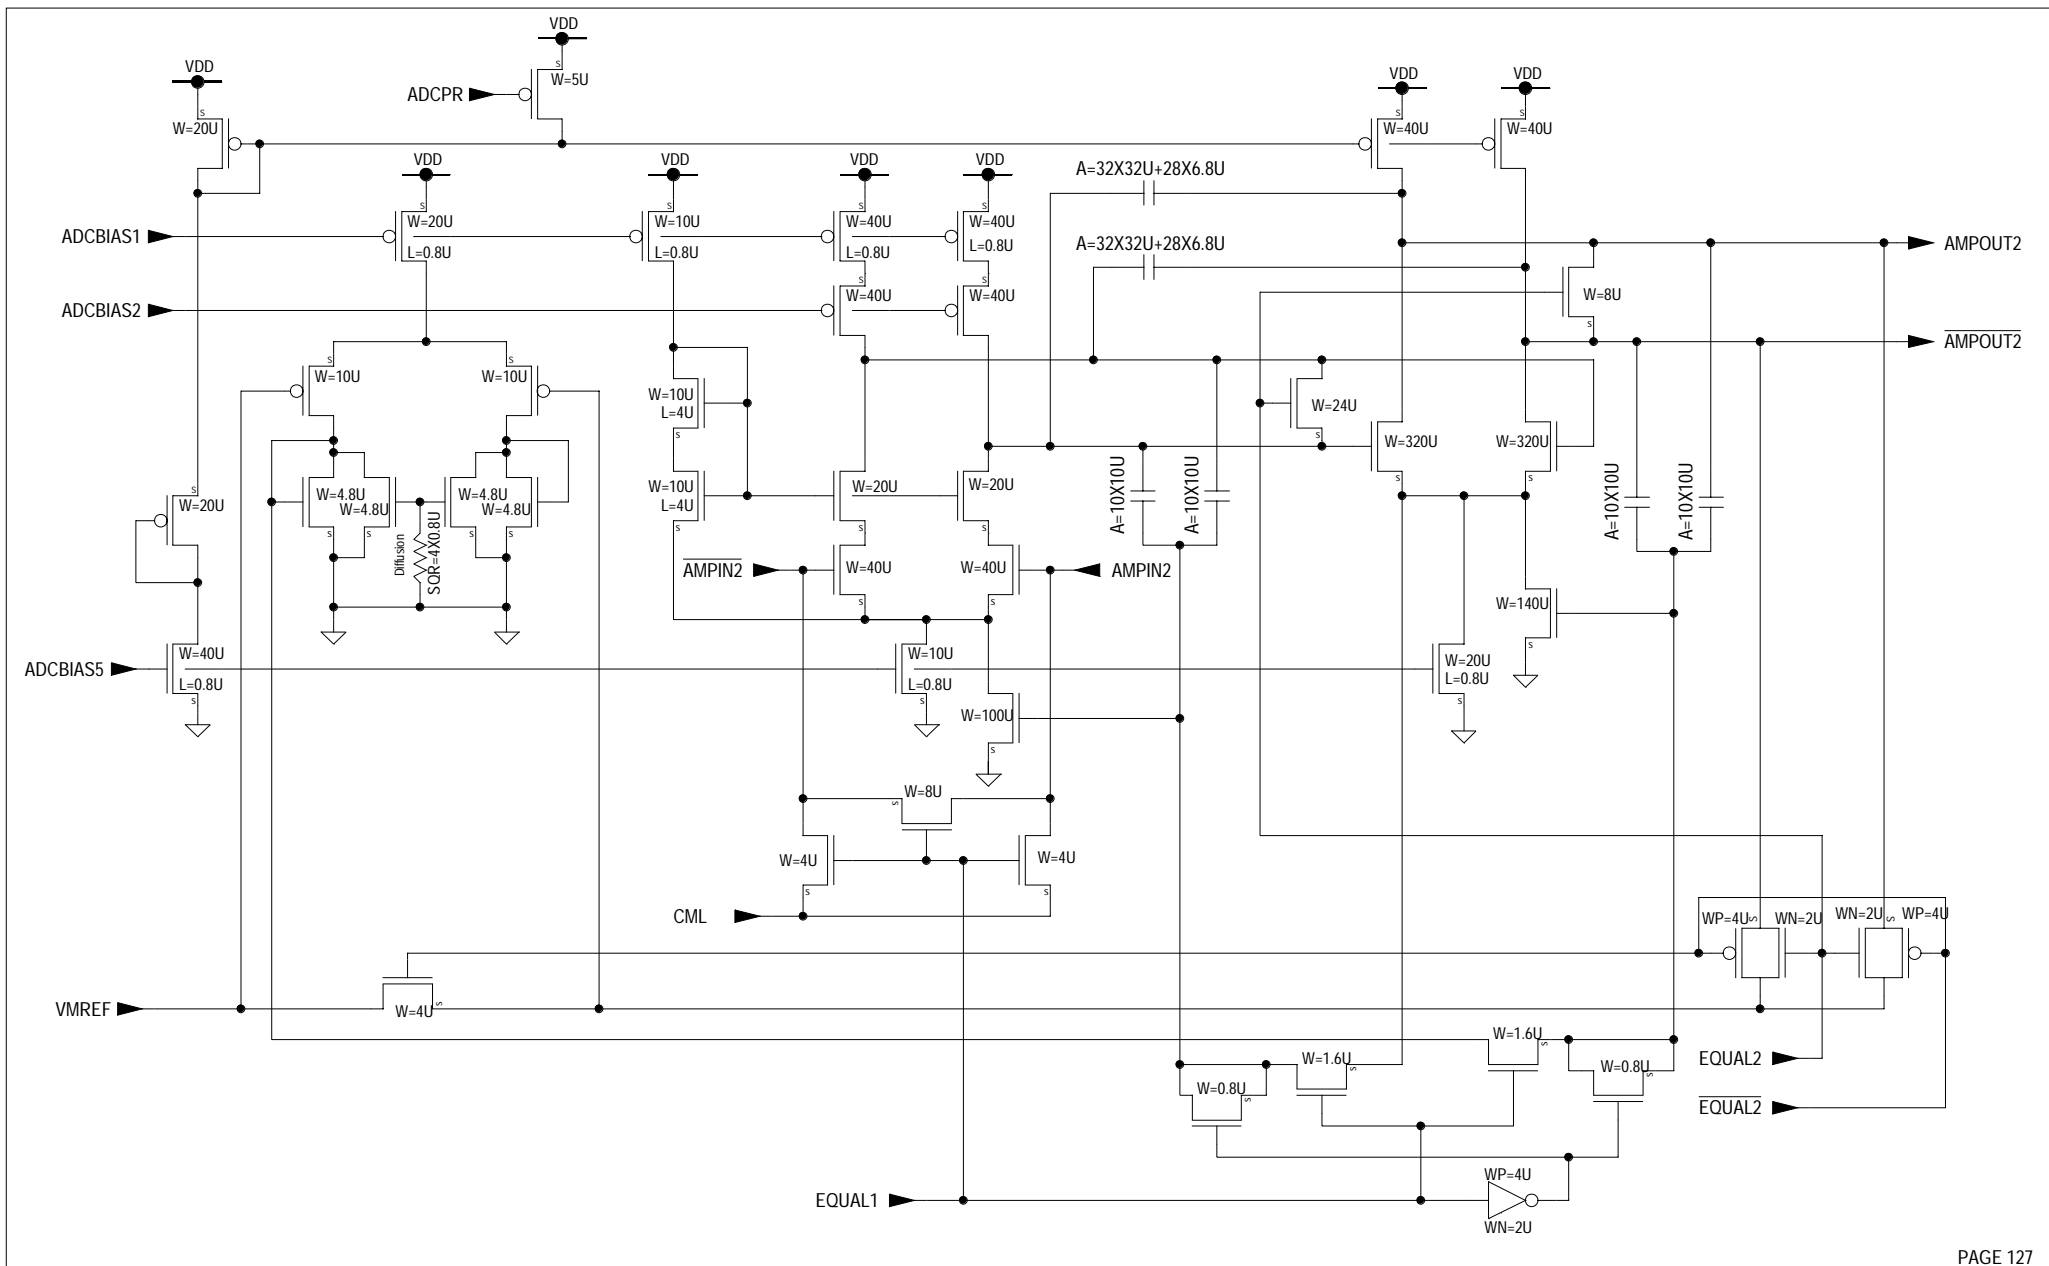 VDD
VDD
W=5U
ADCPR
W=20U
VDD
W=40U
VDD
W=40U
VDD
W=20U
L=0.8U
VDD
W=10U
L=0.8U
VDD
W=40U
L=0.8U
VDD
W=40U
L=0.8U
A=32X32U+28X6.8U
A=32X32U+28X6.8U
ADCBIAS1
AMPOUT2
ADCBIAS2
W=40U
W=40U
W=8U
AMPOUT2
W=10U
W=10U
W=10U
L=4U
W=24U
W=320U
W=320U
W=4.8U
W=4.8U
W=4.8U
W=4.8U
W=10U
L=4U
W=20U
W=20U
A=10X10U
A=10X10U
A=10X10U
A=10X10U
W=20U
Diffusion
SQR=4X0.8U
AMPIN2
W=40U
W=40U
AMPIN2
W=140U
ADCBIAS5
W=40U
L=0.8U
W=10U
L=0.8U
W=20U
L=0.8U
W=100U
W=8U
W=4U
W=4U
CML
WP=4U
WN=2U
WN=2U
WP=4U
VMREF
W=4U
W=1.6U
W=1.6U
W=0.8U
W=0.8U
EQUAL2
EQUAL2
WP=4U
EQUAL1
WN=2U
PAGE 127